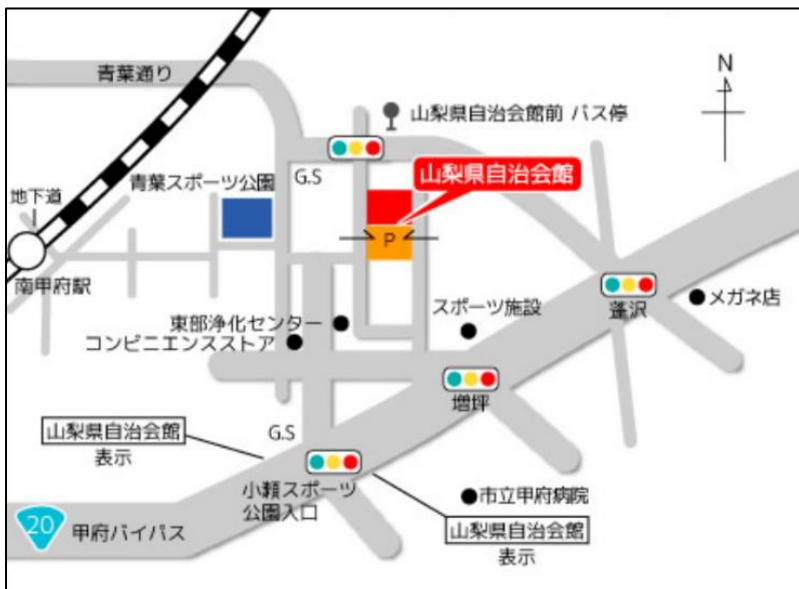 青葉通り
N
山梨県自治会館前 バス停
G.S
山梨県自治会館
青葉スポーツ公園
地下道
P
南甲府駅
東部浄化センター
スポーツ施設
メガネ店
蓬沢
コンビニエンスストア
増坪
山梨県自治会館
表示
G.S
小瀬スポーツ
公園入口
市立甲府病院
20
甲府バイパス
山梨県自治会館
表示